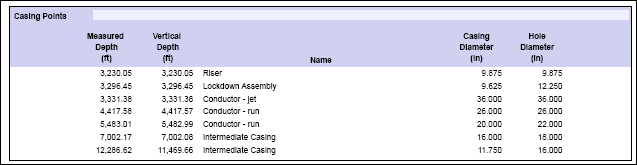 Casing Points
Measured Depth (ft) Vertical Depth (ft) Name Casing Diameter (in) Hole Diameter (in)
3,230.05 3,230.05 Riser 9.875 9.875
3,296.45 3,296.45 Lockdown Assembly 9.625 12.250
3,331.38 3,331.38 Conductor - jet 36.000 36.000
4,417.58 4,417.57 Conductor - run 26.000 26.000
5,483.01 5,482.99 Conductor - run 20.000 22.000
7,002.17 7,002.08 Intermediate Casing 16.000 18.000
12,286.62 11,469.66 Intermediate Casing 11.750 16.000